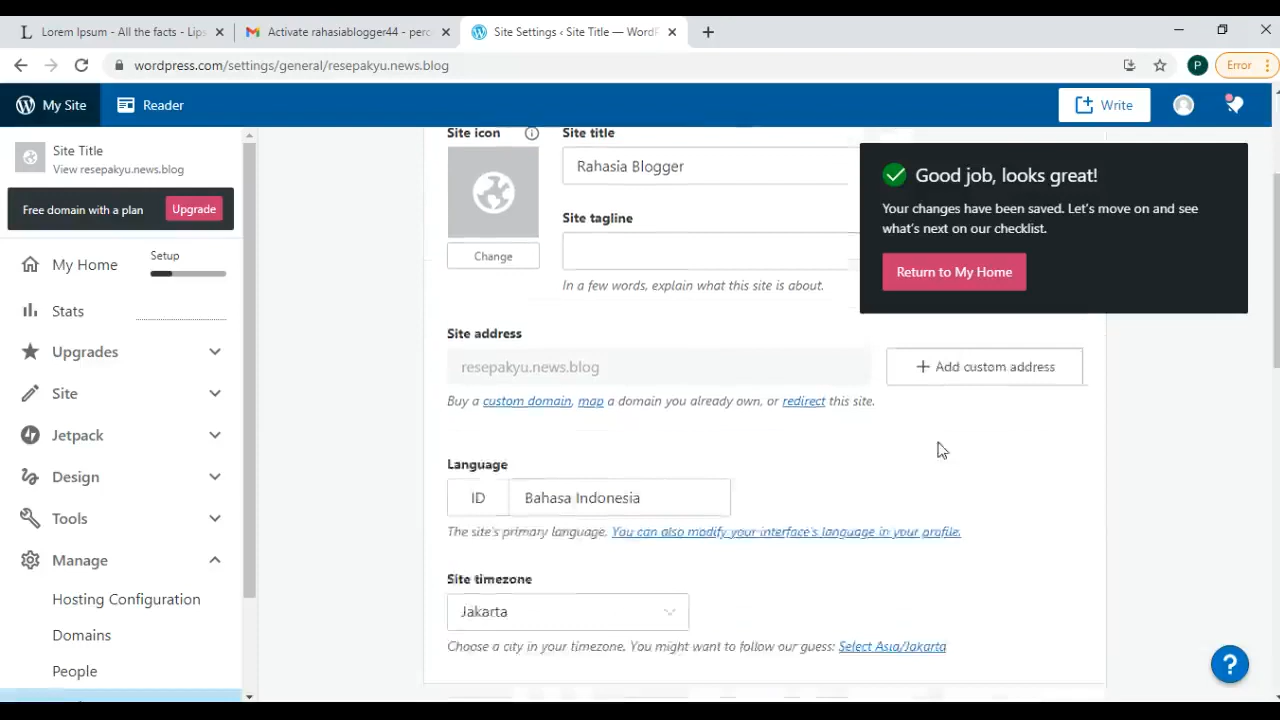 Lorem Ipsum - All the facts - Lips
Activate rahasiablogger44 - perc
Site Settings ‹ Site Title — WordP
wordpress.com/settings/general/resepakyu.news.blog
P
Error
My Site
Reader
Write
Site Title
View resepakyu.news.blog
Free domain with a plan
Upgrade
My Home
Setup
Stats
Upgrades
Site
Jetpack
Design
Tools
Manage
Hosting Configuration
Domains
People
Site icon
Change
Site title
Rahasia Blogger
Site tagline
In a few words, explain what this site is about.
Good job, looks great!
Your changes have been saved. Let's move on and see
what's next on our checklist.
Return to My Home
Site address
resepakyu.news.blog
+ Add custom address
Buy a custom domain, map a domain you already own, or redirect this site.
Language
ID Bahasa Indonesia
The site's primary language. You can also modify your interface's language in your profile.
Site timezone
Jakarta
Choose a city in your timezone. You might want to follow our guess: Select Asia/Jakarta
?